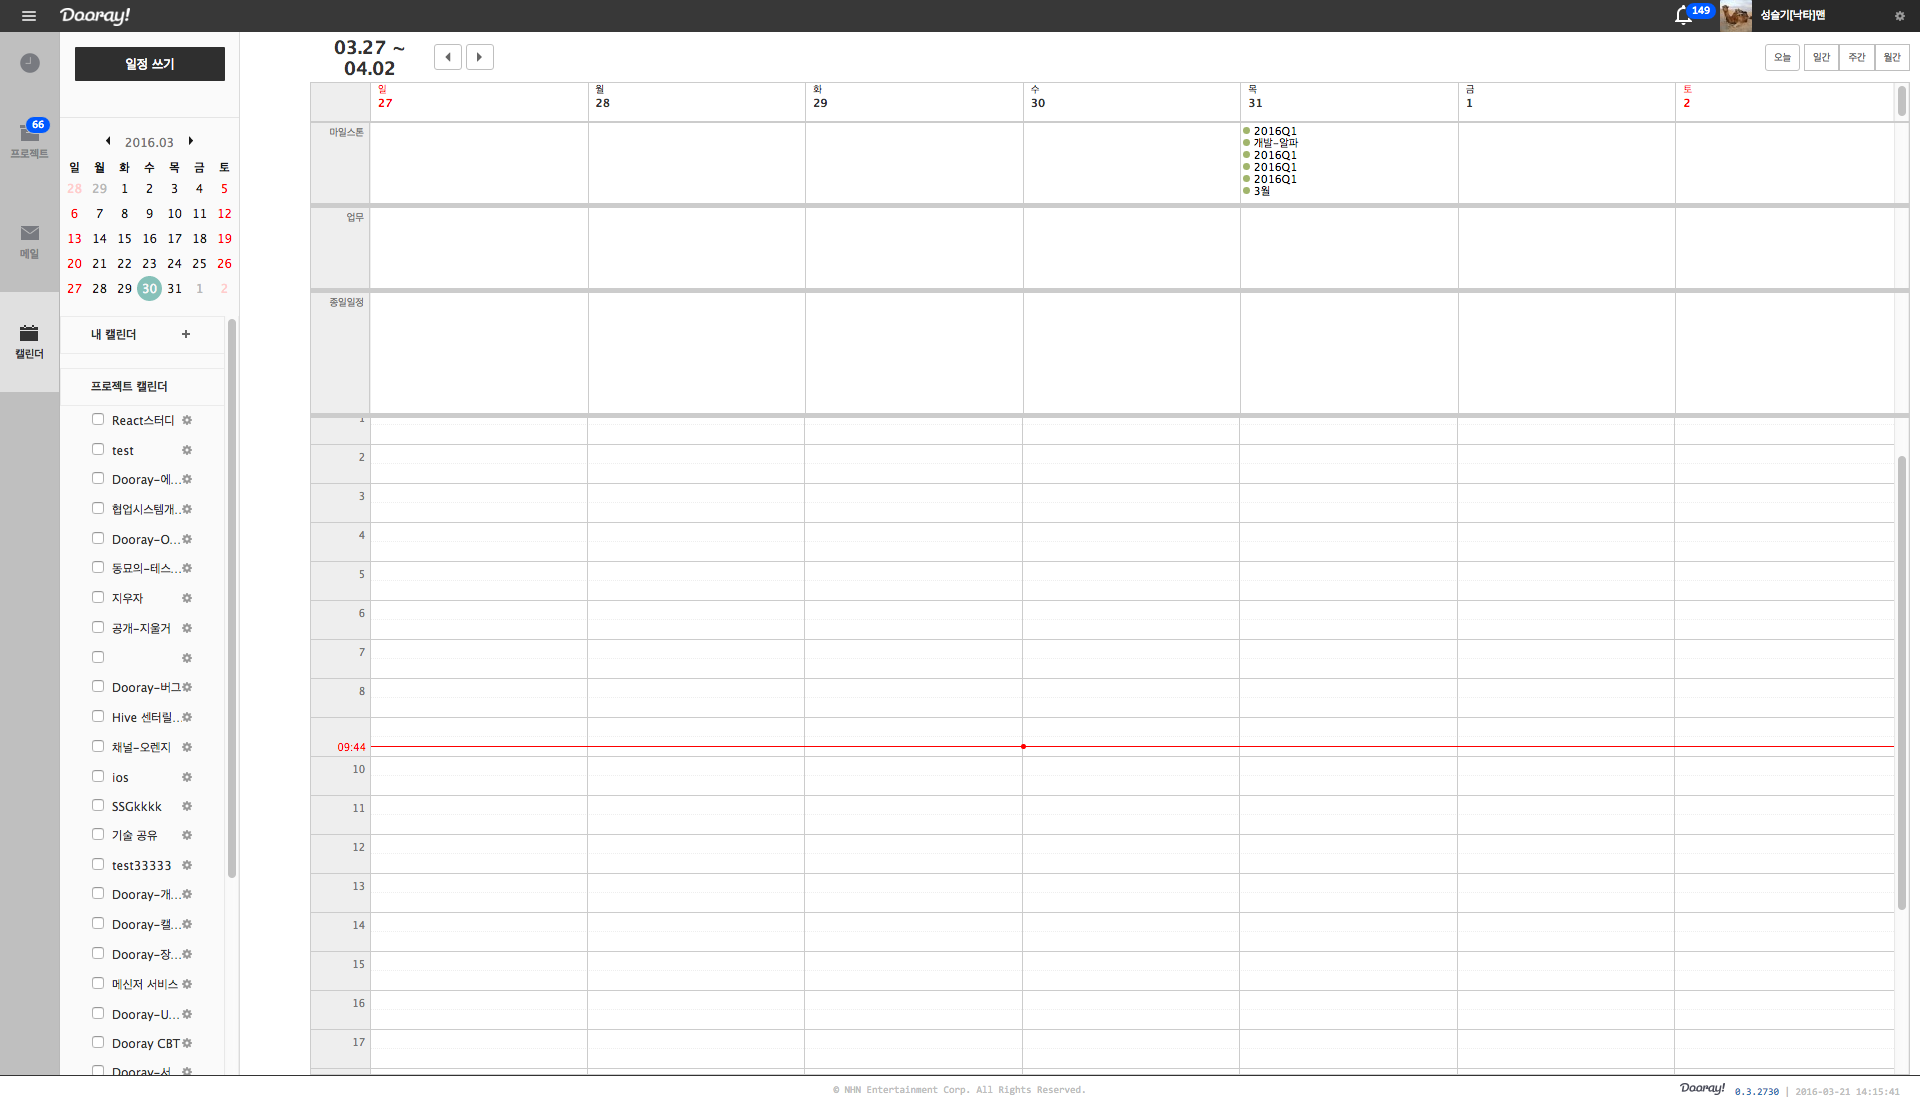 Dooray!
149
성슬기[낙타]맨
66
프로젝트
메일
캘린더
일정 쓰기
2016.03
일 월 화 수 목 금 토
28 29 1 2 3 4 5
6 7 8 9 10 11 12
13 14 15 16 17 18 19
20 21 22 23 24 25 26
27 28 29 30 31 1 2
내 캘린더 +
프로젝트 캘린더
React스터디
test
Dooray-에...
협업시스템개...
Dooray-O...
동묘의-테스...
지우자
공개-지울거
Dooray-버그
Hive 센터릴...
채널-오렌지
ios
SSGkkkk
기술 공유
test33333
Dooray-개...
Dooray-캘...
Dooray-장...
메신저 서비스
Dooray-U...
Dooray CBT
Dooray-서
03.27 ~
04.02
오늘 일간 주간 월간
일 월 화 수 목 금 토
27 28 29 30 31 1 2
마일스톤
2016Q1
개발-알파
2016Q1
2016Q1
2016Q1
3월
업무
종일일정
1
2
3
4
5
6
7
8
09:44
10
11
12
13
14
15
16
17
© NHN Entertainment Corp. All Rights Reserved.
Dooray! 0.3.2730 | 2016-03-21 14:15:41